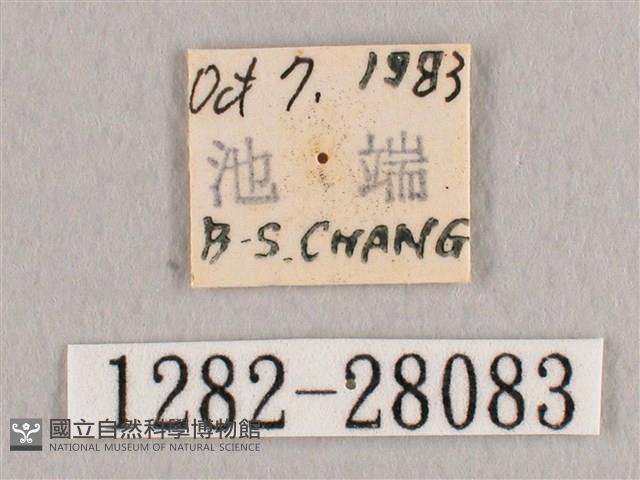 Oct 7. 1983
池 端
B-S. CHANG
1282-28083
國立自然科學博物館
NATIONAL MUSEUM OF NATURAL SCIENCE